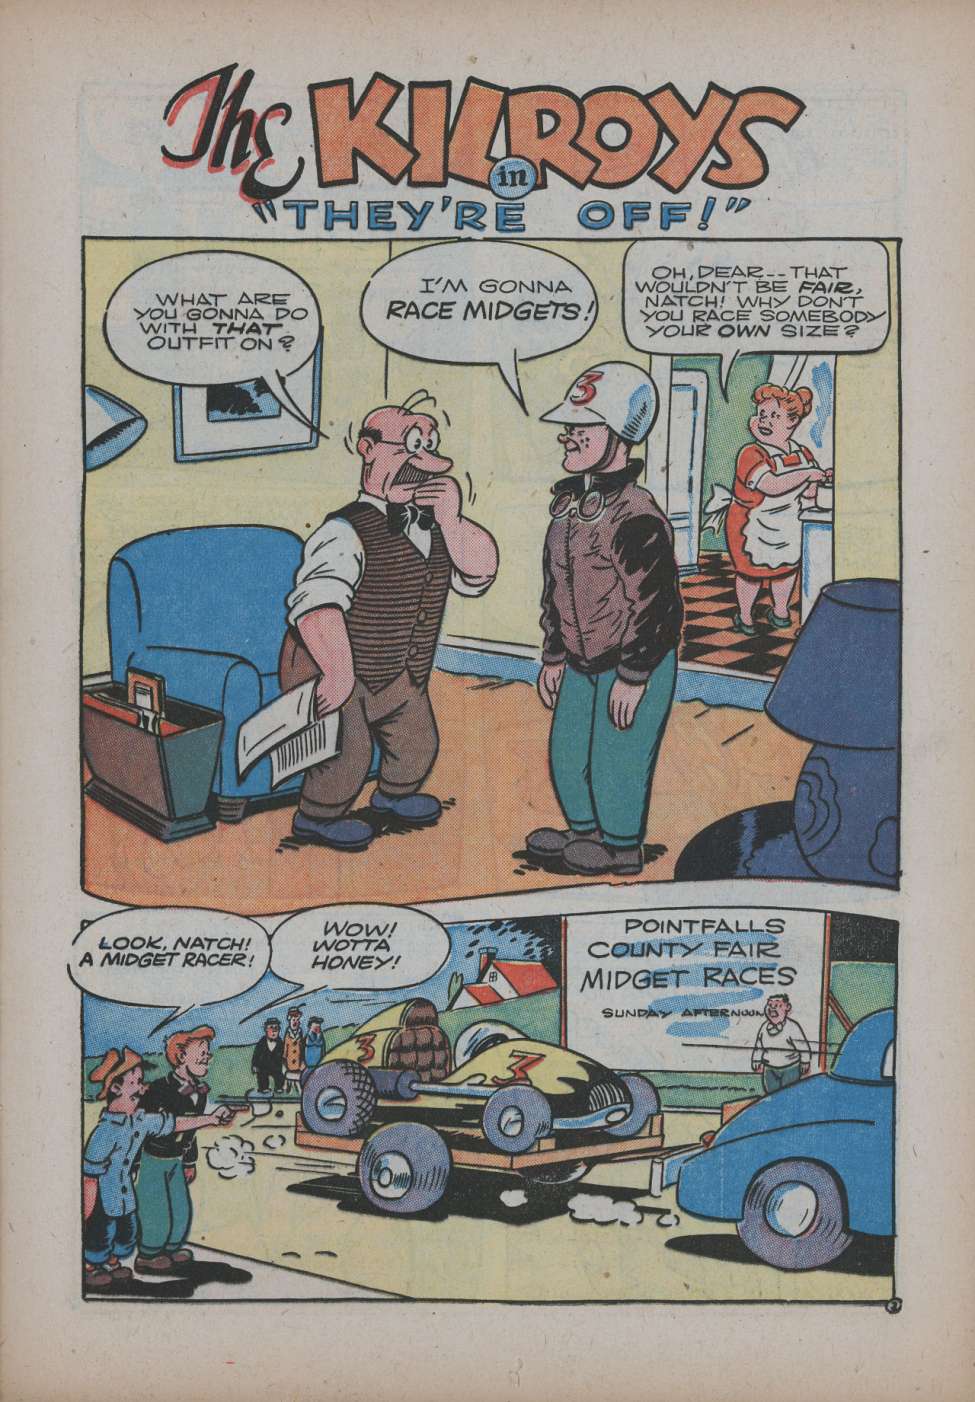 The KILROYS
in
"THEY'RE OFF!"
WHAT ARE
YOU GONNA DO
WITH THAT
OUTFIT ON?
I'M GONNA
RACE MIDGETS!
OH, DEAR--THAT
WOULDN'T BE FAIR,
NATCH! WHY DON'T
YOU RACE SOMEBODY
YOUR OWN SIZE?
3
LOOK, NATCH!
A MIDGET RACER!
WOW!
WOTTA
HONEY!
POINTFALLS
COUNTY FAIR
MIDGET RACES
SUNDAY AFTERNOON
3
3